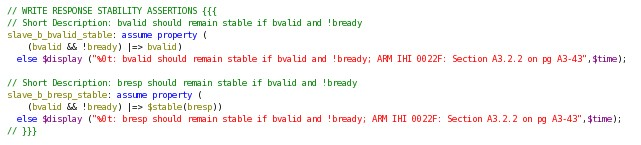 // WRITE RESPONSE STABILITY ASSERTIONS {{{
// Short Description: bvalid should remain stable if bvalid and !bready
slave_b_bvalid_stable: assume property (
(bvalid && !bready) |=> bvalid)
else $display ("%0t: bvalid should remain stable if bvalid and !bready; ARM IHI 0022F: Section A3.2.2 on pg A3-43",$time);
// Short Description: bresp should remain stable if bvalid and !bready
slave_b_bresp_stable: assume property (
(bvalid && !bready) |=> $stable(bresp))
else $display ("%0t: bresp should remain stable if bvalid and !bready; ARM IHI 0022F: Section A3.2.2 on pg A3-43",$time);
// }}}